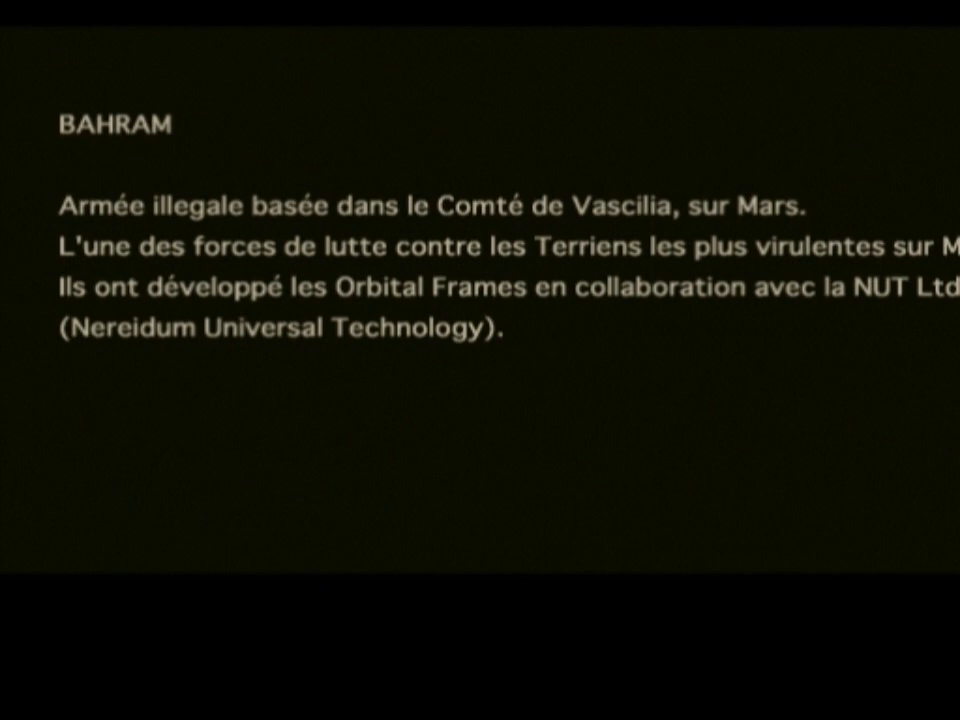 BAHRAM
Armée illegale basée dans le Comté de Vascilia, sur Mars.
L'une des forces de lutte contre les Terriens les plus virulentes sur M
Ils ont développé les Orbital Frames en collaboration avec la NUT Ltd
(Nereidum Universal Technology).